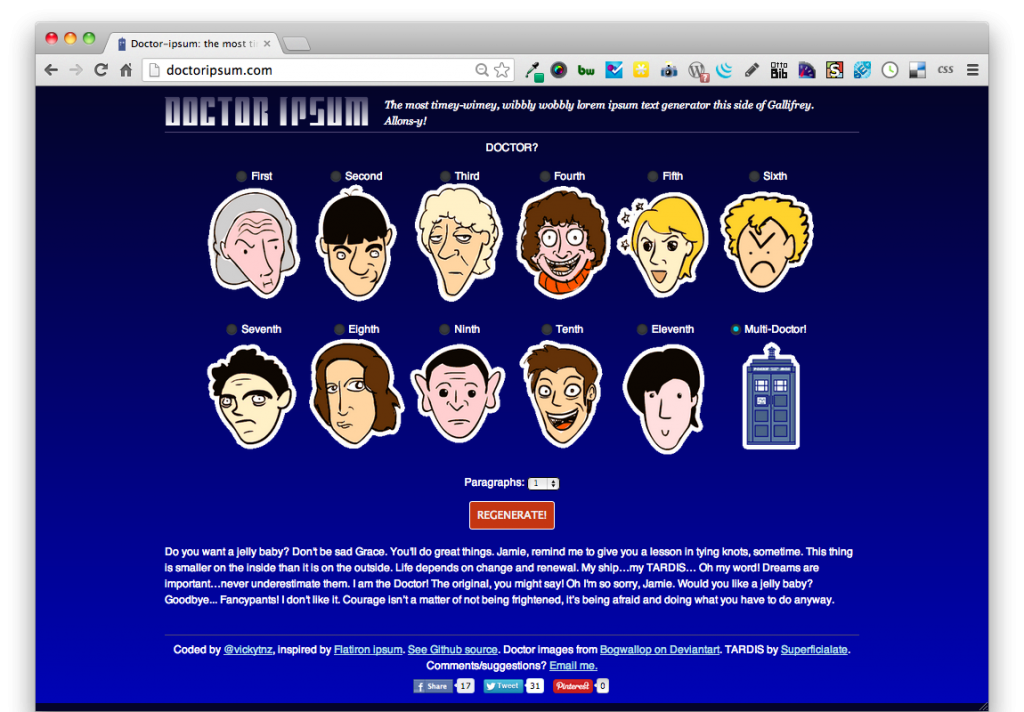 Doctor-ipsum: the most ti
doctoripsum.com
bw
OTTO
BIB
S
CSS
DOCTOR IPSUM
The most timey-wimey, wibbly wobbly lorem ipsum text generator this side of Gallifrey.
Allons-y!
DOCTOR?
First Second Third Fourth Fifth Sixth
Seventh Eighth Ninth Tenth Eleventh Multi-Doctor!
Paragraphs: 1
REGENERATE!
Do you want a jelly baby? Don't be sad Grace. You'll do great things. Jamie, remind me to give you a lesson in tying knots, sometime. This thing
is smaller on the inside than it is on the outside. Life depends on change and renewal. My ship...my TARDIS... Oh my word! Dreams are
important...never underestimate them. I am the Doctor! The original, you might say! Oh I'm so sorry, Jamie. Would you like a jelly baby?
Goodbye... Fancypants! I don't like it. Courage isn't a matter of not being frightened, it's being afraid and doing what you have to do anyway.
Coded by @vickytnz, inspired by Flatiron ipsum. See Github source. Doctor images from Bogwallop on Deviantart. TARDIS by Superficialate.
Comments/suggestions? Email me.
f Share 17 Tweet 31 Pinterest 0